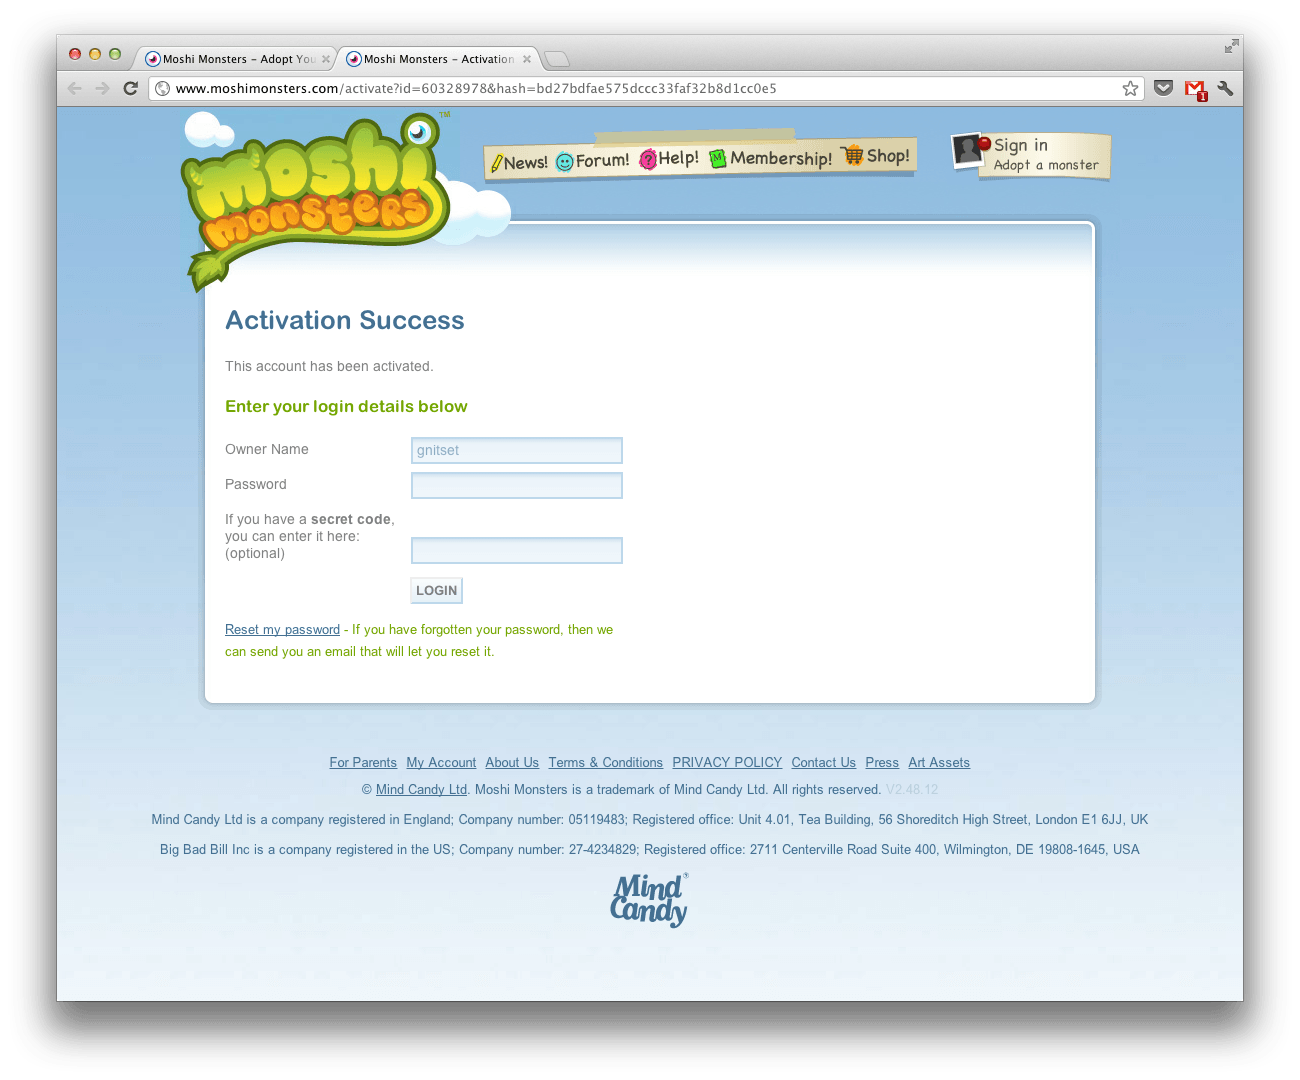 Moshi Monsters – Adopt You
Moshi Monsters – Activation
www.moshimonsters.com/activate?id=60328978&hash=bd27bdfae575dccc33faf32b8d1cc0e5
1
moshi
monsters
™
News! Forum! Help! Membership! Shop!
Sign in
Adopt a monster
Activation Success
This account has been activated.
Enter your login details below
Owner Name
gnitset
Password
If you have a secret code,
you can enter it here:
(optional)
LOGIN
Reset my password - If you have forgotten your password, then we
can send you an email that will let you reset it.
For Parents My Account About Us Terms & Conditions PRIVACY POLICY Contact Us Press Art Assets
© Mind Candy Ltd. Moshi Monsters is a trademark of Mind Candy Ltd. All rights reserved. V2.48.12
Mind Candy Ltd is a company registered in England; Company number: 05119483; Registered office: Unit 4.01, Tea Building, 56 Shoreditch High Street, London E1 6JJ, UK
Big Bad Bill Inc is a company registered in the US; Company number: 27-4234829; Registered office: 2711 Centerville Road Suite 400, Wilmington, DE 19808-1645, USA
Mind
Candy
®